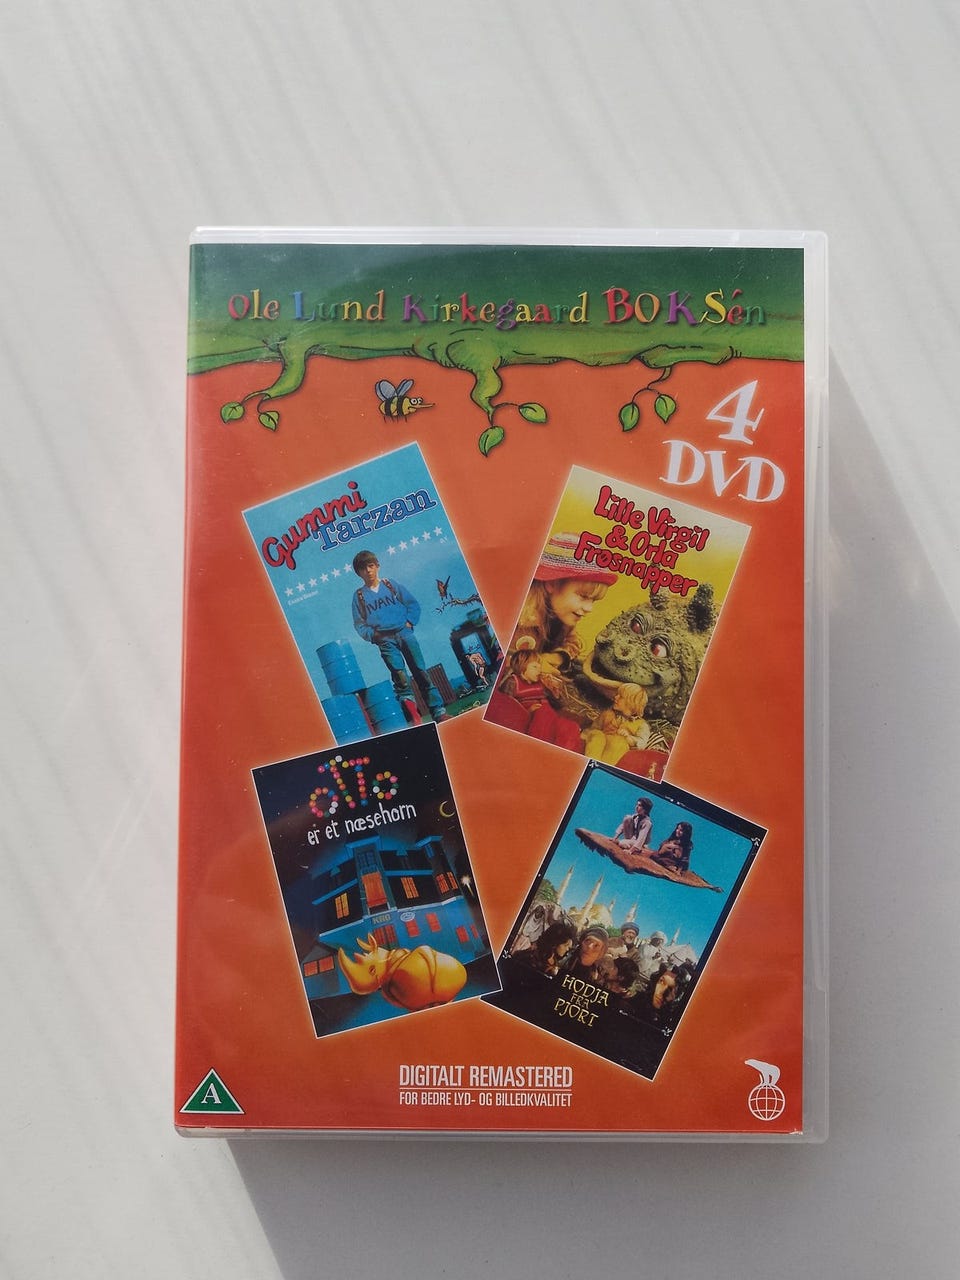 Ole Lund Kirkegaard BOKSén
4
DVD
Gummi
Tarzan
IVAN
Lille Virgil
& Orla
Frøsnapper
OTTO
er et næsehorn
KRO
HODJA
FRA
PJORT
DIGITALT REMASTERED
FOR BEDRE LYD- OG BILLEDKVALITET
A